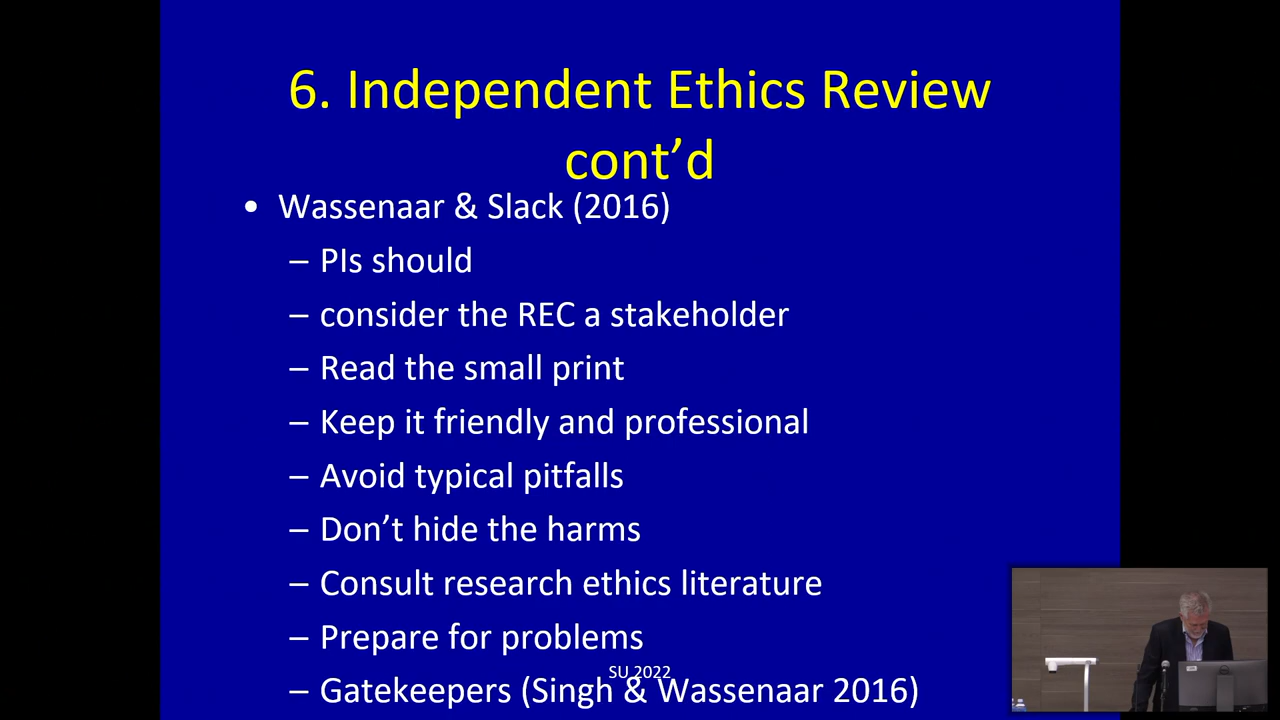 6. Independent Ethics Review
cont’d
• Wassenaar & Slack (2016)
– PIs should
– consider the REC a stakeholder
– Read the small print
– Keep it friendly and professional
– Avoid typical pitfalls
– Don’t hide the harms
– Consult research ethics literature
– Prepare for problems
SU 2022
– Gatekeepers (Singh & Wassenaar 2016)